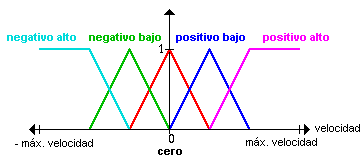 negativo alto negativo bajo positivo bajo positivo alto
1
velocidad
0
- máx. velocidad máx. velocidad
cero